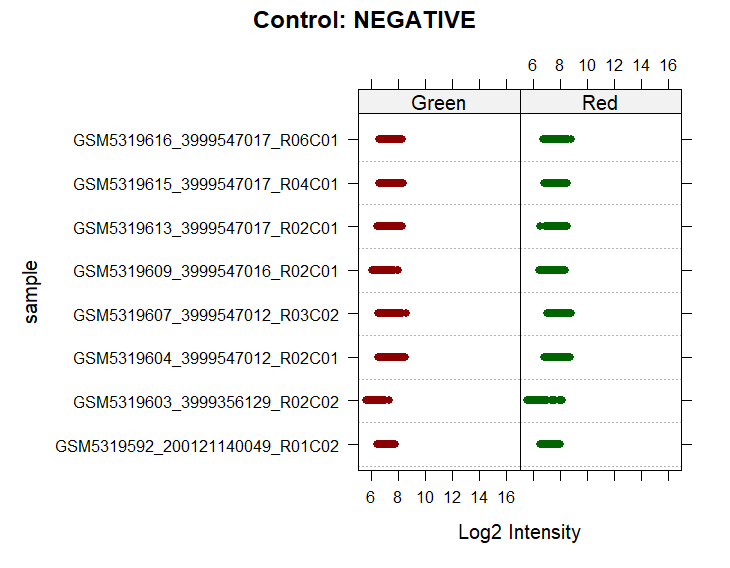 Control: NEGATIVE
6 8 10 12 14 16
Green Red
GSM5319616_3999547017_R06C01
GSM5319615_3999547017_R04C01
GSM5319613_3999547017_R02C01
GSM5319609_3999547016_R02C01
GSM5319607_3999547012_R03C02
GSM5319604_3999547012_R02C01
GSM5319603_3999356129_R02C02
GSM5319592_200121140049_R01C02
sample
6 8 10 12 14 16
Log2 Intensity